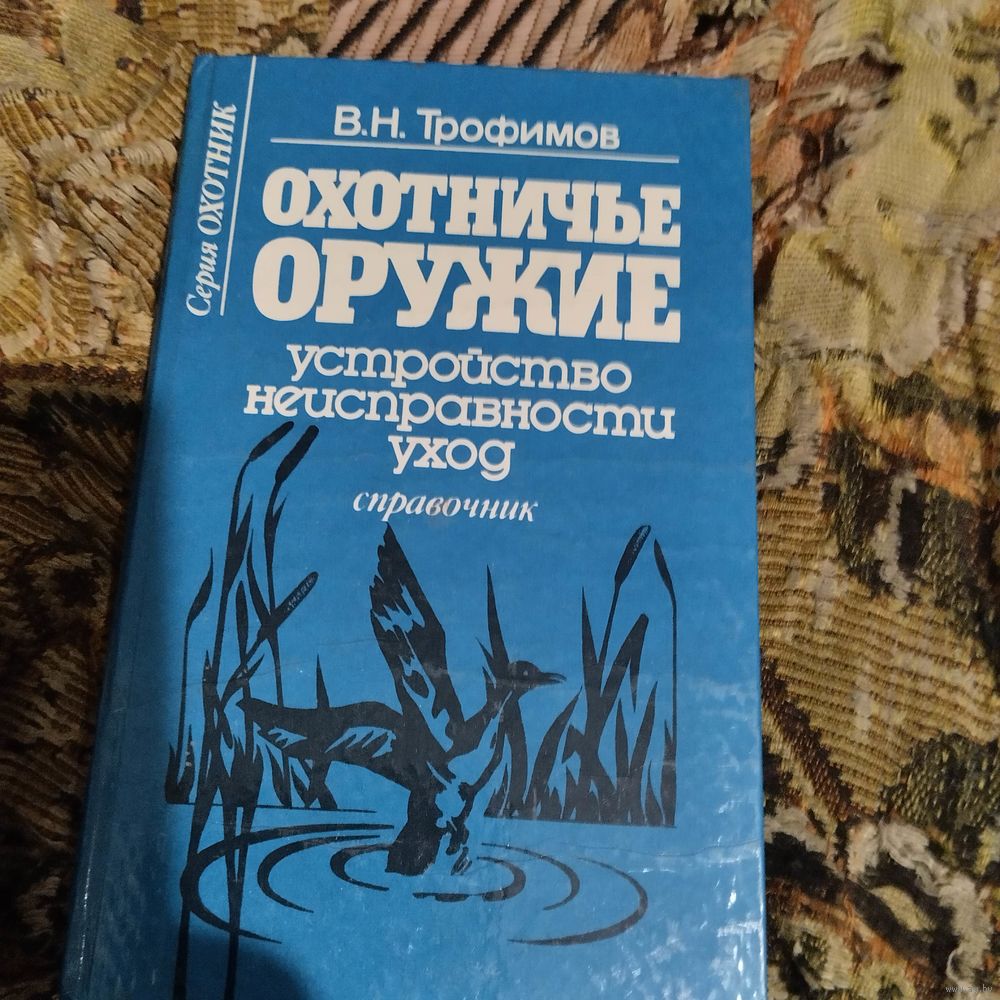 В.Н. Трофимов
Серия ОХОТНИК
ОХОТНИЧЬЕ
ОРУЖИЕ
устройство
неисправности
уход
справочник